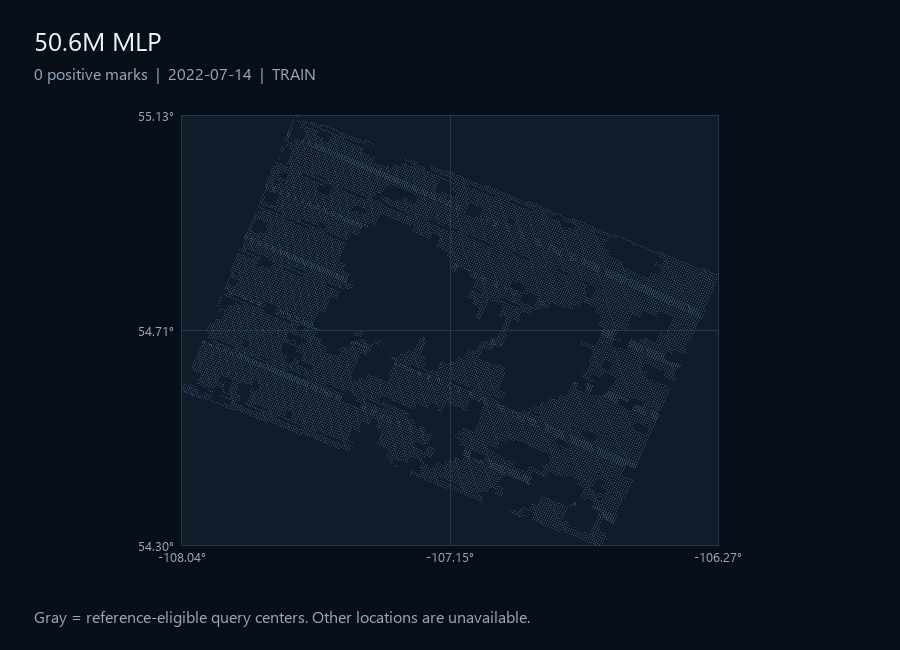 50.6M MLP
0 positive marks | 2022-07-14 | TRAIN
55.13°
54.71°
54.30°
-108.04°
-107.15°
-106.27°
Gray = reference-eligible query centers. Other locations are unavailable.